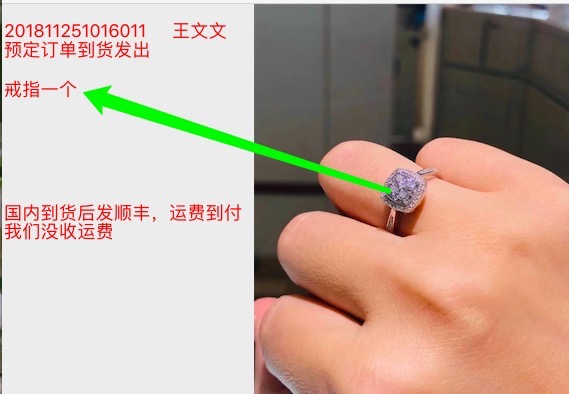 201811251016011 王文文
预定订单到货发出
戒指一个
国内到货后发顺丰，运费到付
我们没收运费